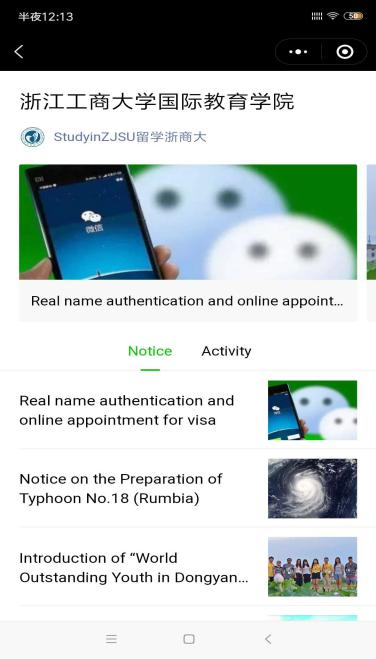 半夜12:13
50
浙江工商大学国际教育学院
StudyinZJSU留学浙商大
微信
Real name authentication and online appoint...
Notice
Activity
Real name authentication and
online appointment for visa
Notice on the Preparation of
Typhoon No.18 (Rumbia)
Introduction of “World
Outstanding Youth in Dongyan...